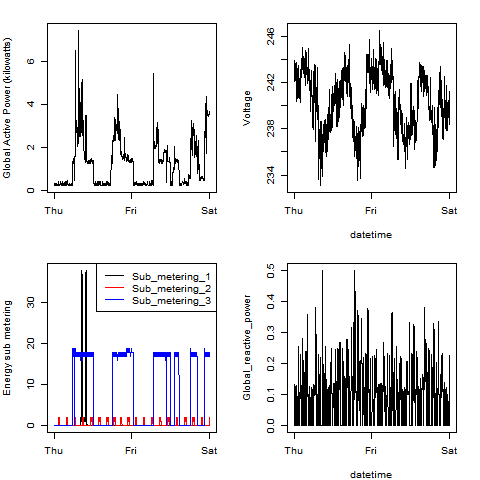 Global Active Power (kilowatts)
0 2 4 6
Thu Fri Sat
Voltage
234 238 242 246
Thu Fri Sat
datetime
Energy sub metering
0 10 20 30
Sub_metering_1
Sub_metering_2
Sub_metering_3
Thu Fri Sat
Global_reactive_power
0.0 0.1 0.2 0.3 0.4 0.5
Thu Fri Sat
datetime